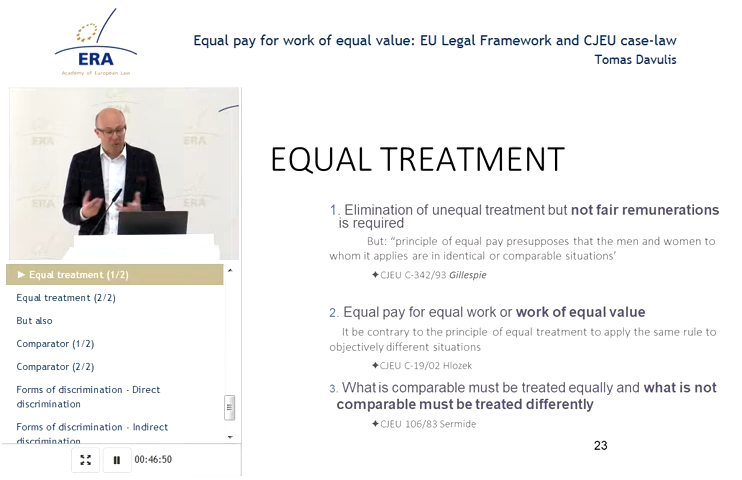 ERA
Academy of European Law
Equal pay for work of equal value: EU Legal Framework and CJEU case-law
Tomas Davulis
ERA
ERA
ERA
ERA
► Equal treatment (1/2)
Equal treatment (2/2)
But also
Comparator (1/2)
Comparator (2/2)
Forms of discrimination - Direct
discrimination
Forms of discrimination - Indirect
discrimination
00:46:50
EQUAL TREATMENT
1. Elimination of unequal treatment but not fair remunerations
is required
But: “principle of equal pay presupposes that the men and women to
whom it applies are in identical or comparable situations’
✦CJEU C-342/93 Gillespie
2. Equal pay for equal work or work of equal value
It be contrary to the principle of equal treatment to apply the same rule to
objectively different situations
✦CJEU C-19/02 Hlozek
3. What is comparable must be treated equally and what is not
comparable must be treated differently
✦CJEU 106/83 Sermide
23